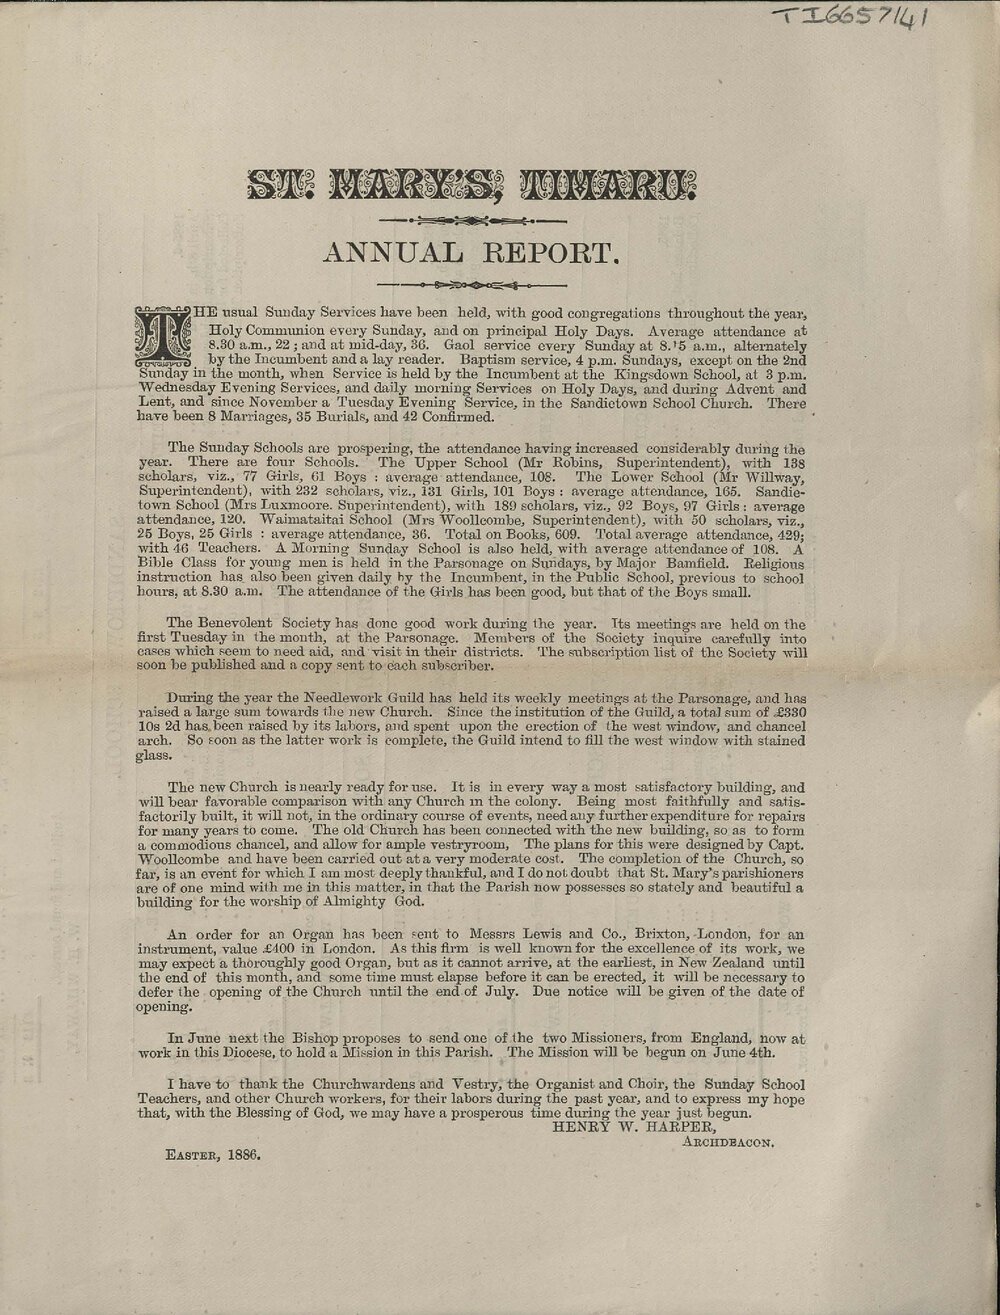 TI6657/41
ST. MARY'S, TIMARU.
ANNUAL REPORT.
THE usual Sunday Services have been held, with good congregations throughout the year,
Holy Communion every Sunday, and on principal Holy Days. Average attendance at
8.30 a.m., 22 ; and at mid-day, 36. Gaol service every Sunday at 8.15 a.m., alternately
by the Incumbent and a lay reader. Baptism service, 4 p.m. Sundays, except on the 2nd
Sunday in the month, when Service is held by the Incumbent at the Kingsdown School, at 3 p.m.
Wednesday Evening Services, and daily morning Services on Holy Days, and during Advent and
Lent, and since November a Tuesday Evening Service, in the Sandietown School Church. There
have been 8 Marriages, 35 Burials, and 42 Confirmed.
The Sunday Schools are prospering, the attendance having increased considerably during the
year. There are four Schools. The Upper School (Mr Robins, Superintendent), with 138
scholars, viz., 77 Girls, 61 Boys : average attendance, 108. The Lower School (Mr Willway,
Superintendent), with 232 scholars, viz., 131 Girls, 101 Boys : average attendance, 165. Sandie-
town School (Mrs Luxmoore. Superintendent), with 189 scholars, viz., 92 Boys, 97 Girls : average
attendance, 120. Waimataitai School (Mrs Woollcombe, Superintendent), with 50 scholars, viz.,
25 Boys, 25 Girls : average attendance, 36. Total on Books, 609. Total average attendance, 429;
with 46 Teachers. A Morning Sunday School is also held, with average attendance of 108. A
Bible Class for young men is held in the Parsonage on Sundays, by Major Bamfield. Religious
instruction has also been given daily by the Incumbent, in the Public School, previous to school
hours, at 8.30 a.m. The attendance of the Girls has been good, but that of the Boys small.
The Benevolent Society has done good work during the year. Its meetings are held on the
first Tuesday in the month, at the Parsonage. Members of the Society inquire carefully into
cases which seem to need aid, and visit in their districts. The subscription list of the Society will
soon be published and a copy sent to each subscriber.
During the year the Needlework Guild has held its weekly meetings at the Parsonage, and has
raised a large sum towards the new Church. Since the institution of the Guild, a total sum of £330
10s 2d has been raised by its labors, and spent upon the erection of the west window, and chancel
arch. So soon as the latter work is complete, the Guild intend to fill the west window with stained
glass.
The new Church is nearly ready for use. It is in every way a most satisfactory building, and
will bear favorable comparison with any Church in the colony. Being most faithfully and satis-
factorily built, it will not, in the ordinary course of events, need any further expenditure for repairs
for many years to come. The old Church has been connected with the new building, so as to form
a commodious chancel, and allow for ample vestryroom, The plans for this were designed by Capt.
Woollcombe and have been carried out at a very moderate cost. The completion of the Church, so
far, is an event for which I am most deeply thankful, and I do not doubt that St. Mary's parishioners
are of one mind with me in this matter, in that the Parish now possesses so stately and beautiful a
building for the worship of Almighty God.
An order for an Organ has been sent to Messrs Lewis and Co., Brixton, London, for an
instrument, value £400 in London. As this firm is well known for the excellence of its work, we
may expect a thoroughly good Organ, but as it cannot arrive, at the earliest, in New Zealand until
the end of this month, and some time must elapse before it can be erected, it will be necessary to
defer the opening of the Church until the end of July. Due notice will be given of the date of
opening.
In June next the Bishop proposes to send one of the two Missioners, from England, now at
work in this Diocese, to hold a Mission in this Parish. The Mission will be begun on June 4th.
I have to thank the Churchwardens and Vestry, the Organist and Choir, the Sunday School
Teachers, and other Church workers, for their labors during the past year, and to express my hope
that, with the Blessing of God, we may have a prosperous time during the year just begun.
HENRY W. HARPER,
ARCHDEACON.
EASTER, 1886.